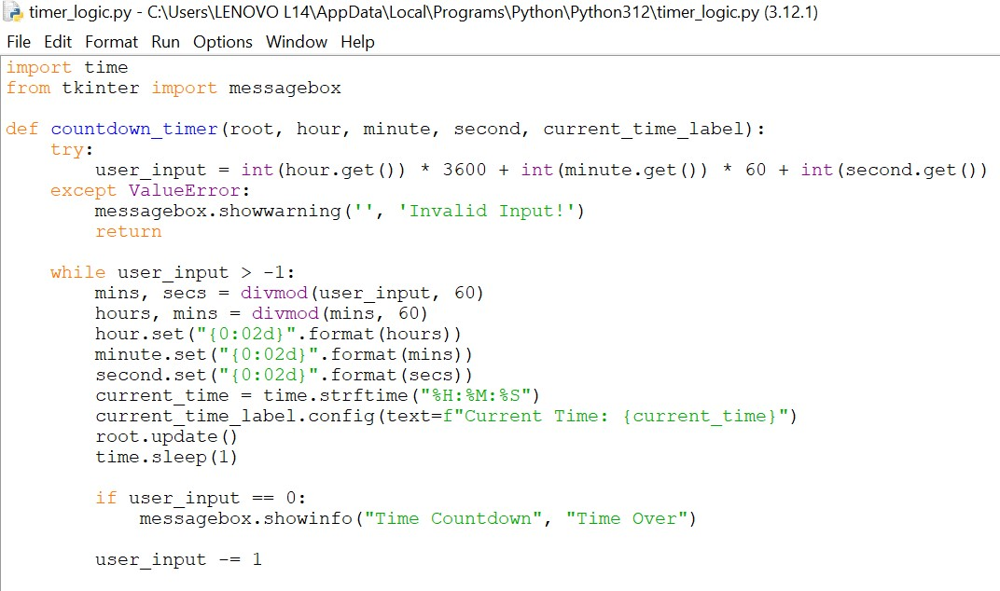 timer_logic.py - C:\Users\LENOVO L14\AppData\Local\Programs\Python\Python312\timer_logic.py (3.12.1)
File Edit Format Run Options Window Help
import time
from tkinter import messagebox

def countdown_timer(root, hour, minute, second, current_time_label):
    try:
        user_input = int(hour.get()) * 3600 + int(minute.get()) * 60 + int(second.get())
    except ValueError:
        messagebox.showwarning('', 'Invalid Input!')
        return

    while user_input > -1:
        mins, secs = divmod(user_input, 60)
        hours, mins = divmod(mins, 60)
        hour.set("{0:02d}".format(hours))
        minute.set("{0:02d}".format(mins))
        second.set("{0:02d}".format(secs))
        current_time = time.strftime("%H:%M:%S")
        current_time_label.config(text=f"Current Time: {current_time}")
        root.update()
        time.sleep(1)

        if user_input == 0:
            messagebox.showinfo("Time Countdown", "Time Over")

        user_input -= 1